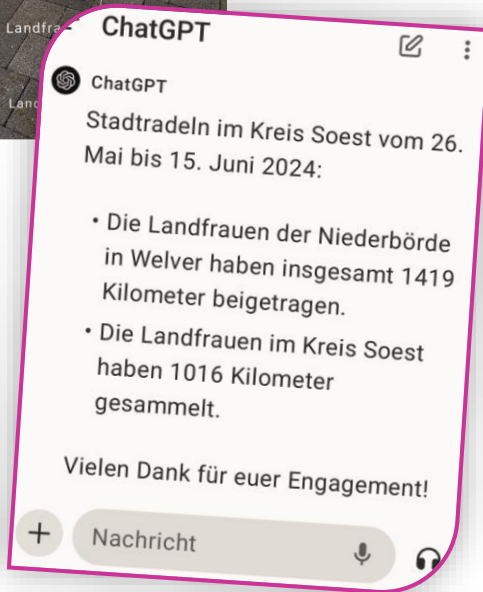 Landfra
Land
ChatGPT
ChatGPT
Stadtradeln im Kreis Soest vom 26.
Mai bis 15. Juni 2024:
• Die Landfrauen der Niederbörde
in Welver haben insgesamt 1419
Kilometer beigetragen.
• Die Landfrauen im Kreis Soest
haben 1016 Kilometer
gesammelt.
Vielen Dank für euer Engagement!
Nachricht